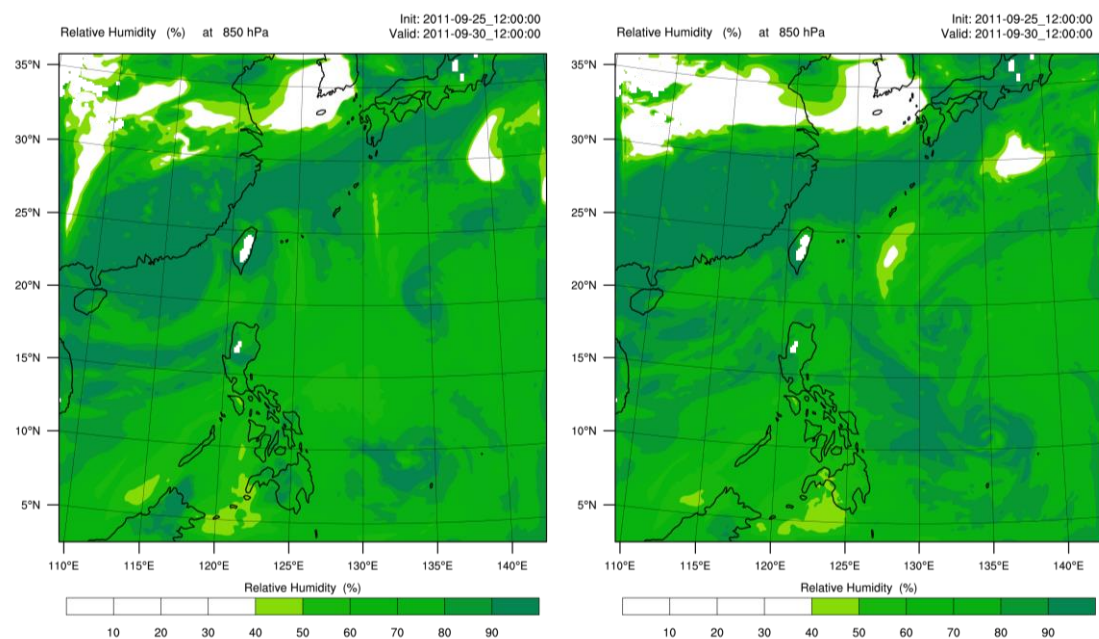 Init: 2011-09-25_12:00:00
Relative Humidity (%) at 850 hPa
Valid: 2011-09-30_12:00:00
35°N
30°N
25°N
20°N
15°N
10°N
5°N
110°E 115°E 120°E 125°E 130°E 135°E 140°E
Relative Humidity (%)
10 20 30 40 50 60 70 80 90
Init: 2011-09-25_12:00:00
Relative Humidity (%) at 850 hPa
Valid: 2011-09-30_12:00:00
35°N
30°N
25°N
20°N
15°N
10°N
5°N
110°E 115°E 120°E 125°E 130°E 135°E 140°E
Relative Humidity (%)
10 20 30 40 50 60 70 80 90